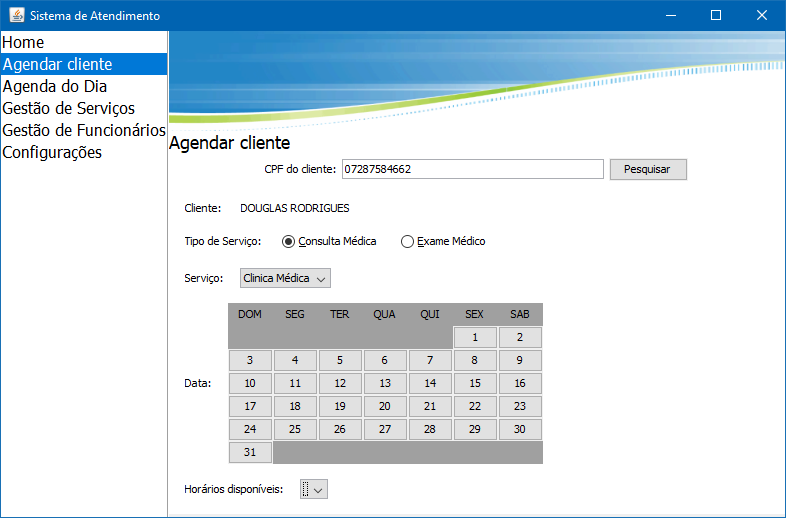 Sistema de Atendimento
Home
Agendar cliente
Agenda do Dia
Gestão de Serviços
Gestão de Funcionários
Configurações
Agendar cliente
CPF do cliente: 07287584662 Pesquisar
Cliente: DOUGLAS RODRIGUES
Tipo de Serviço: Consulta Médica Exame Médico
Serviço: Clinica Médica
DOM SEG TER QUA QUI SEX SAB
1 2
3 4 5 6 7 8 9
Data: 10 11 12 13 14 15 16
17 18 19 20 21 22 23
24 25 26 27 28 29 30
31
Horários disponíveis: